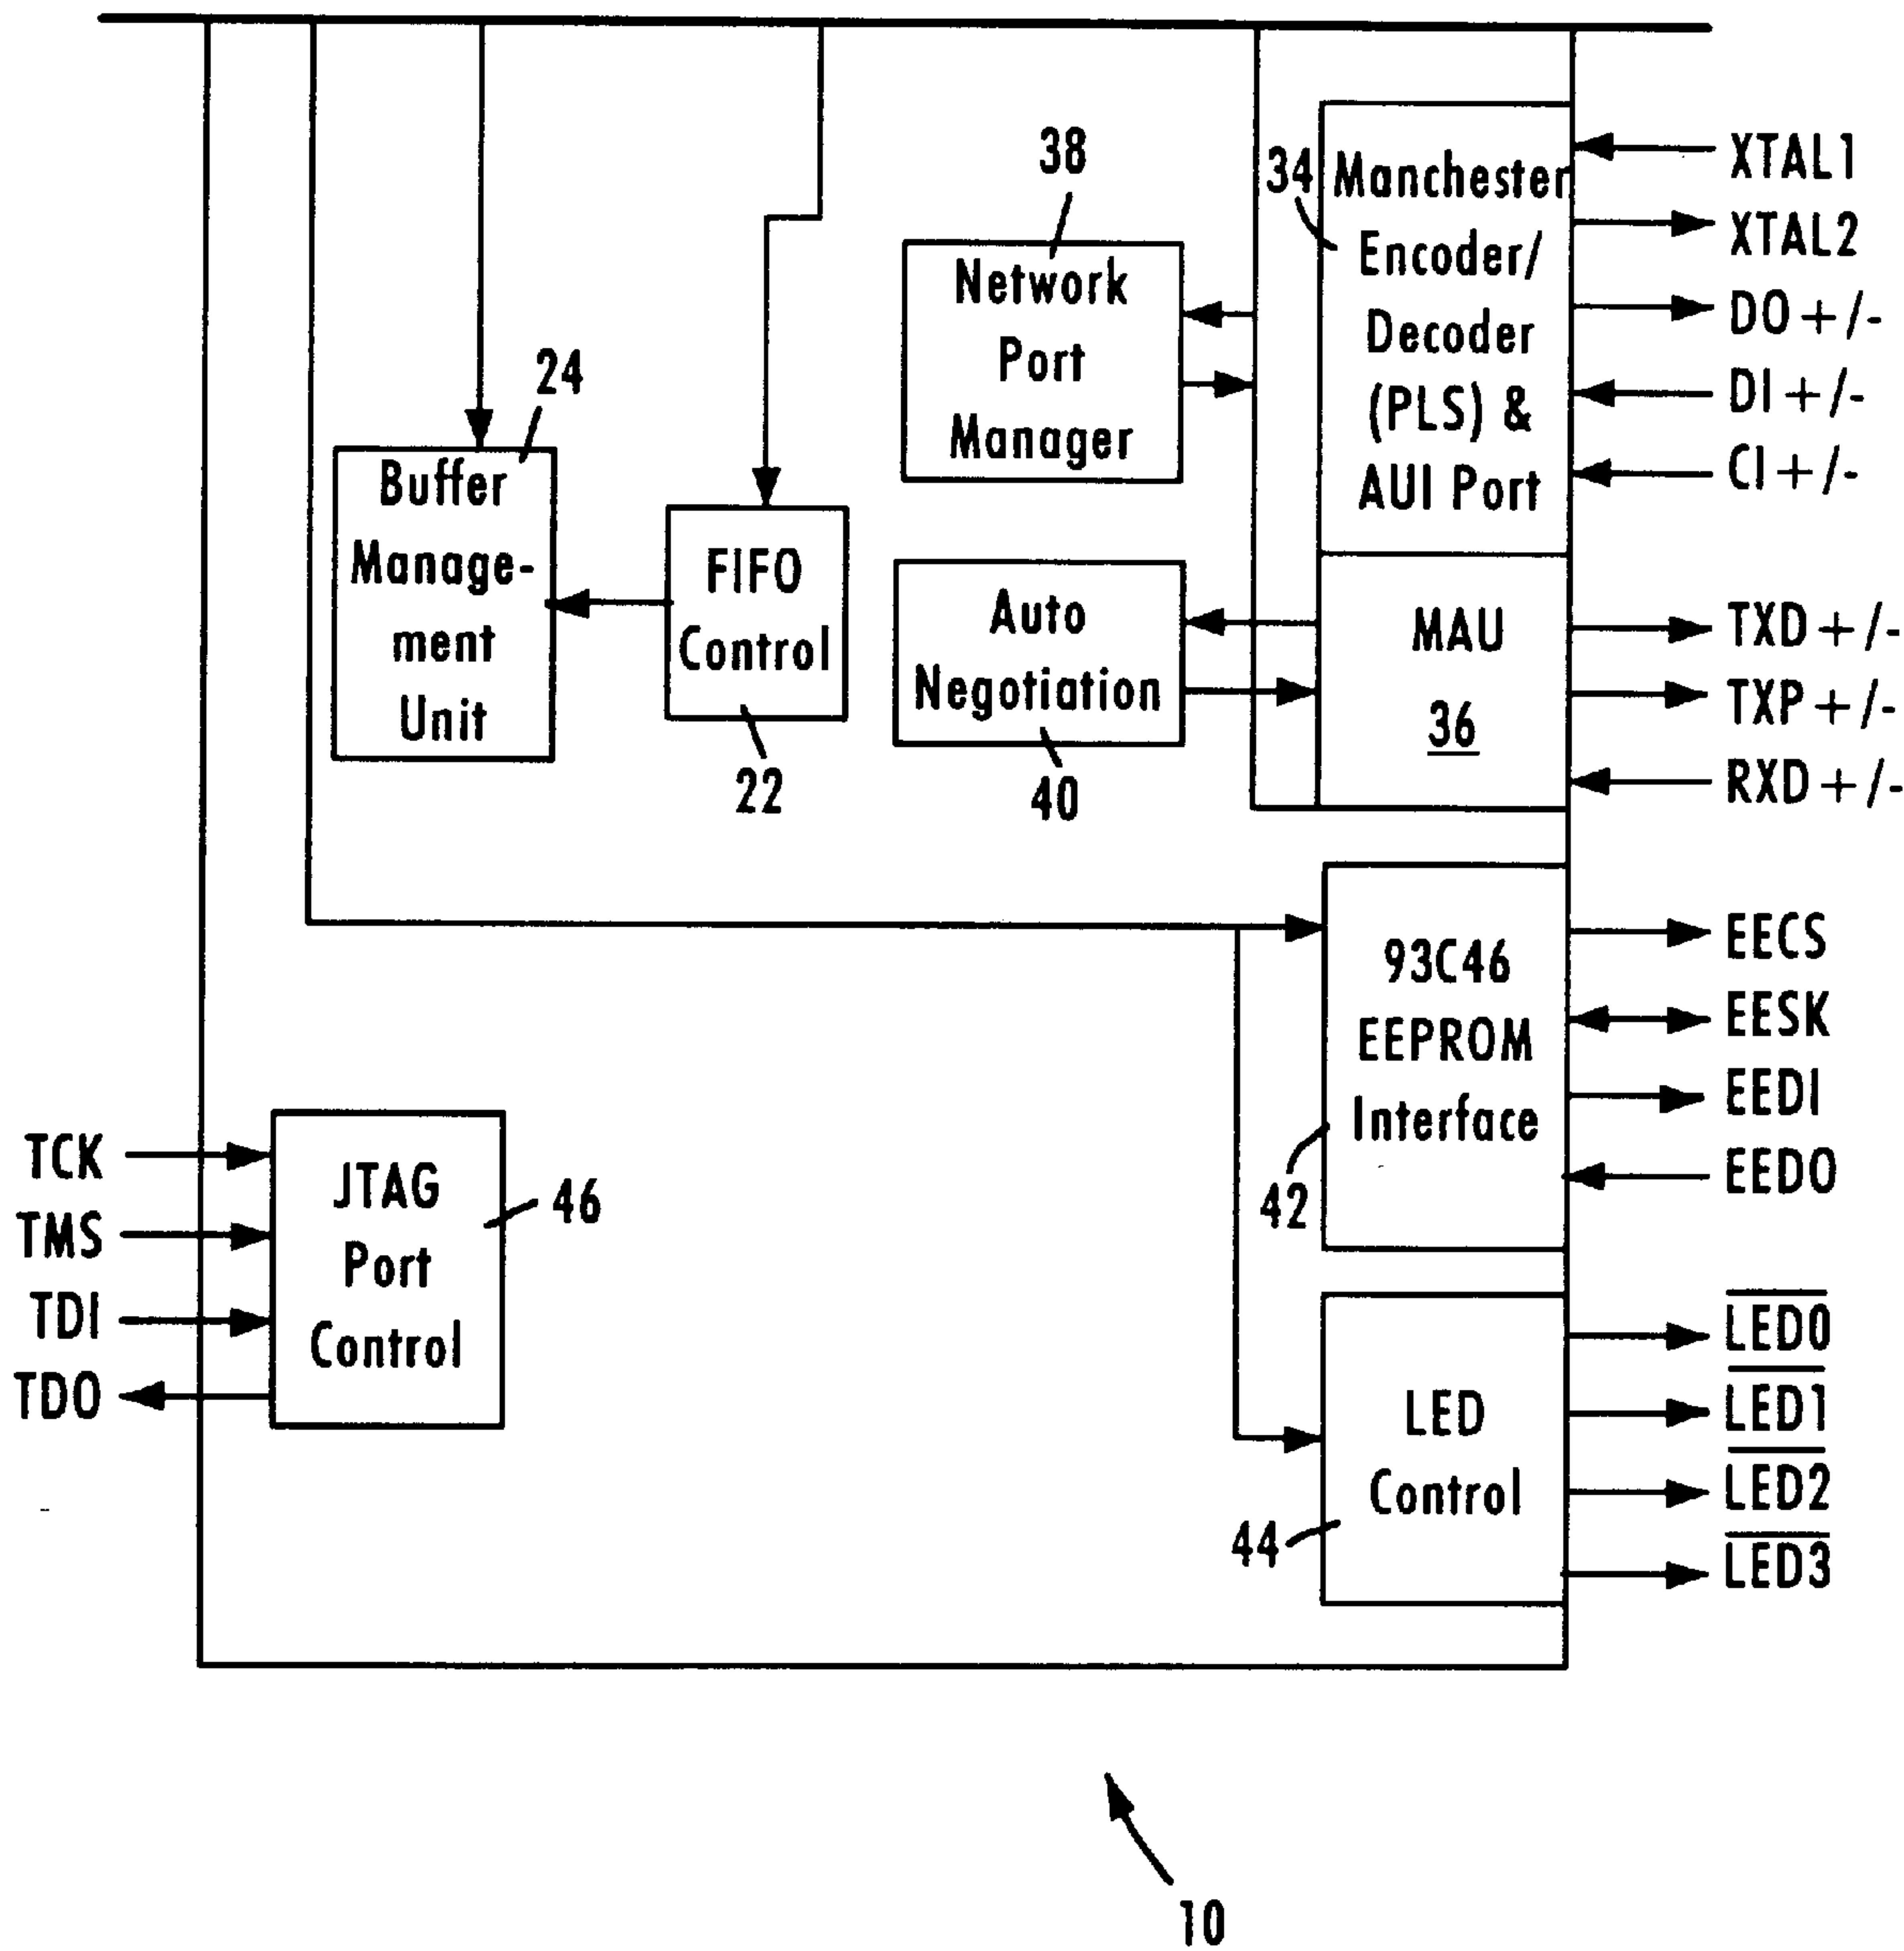 38
Network
Port
Manager
34
Manchester
Encoder/
Decoder
(PLS) &
AUI Port
XTAL1
XTAL2
DO +/-
DI +/-
CI +/-
24
Buffer
Manage-
ment
Unit
FIFO
Control
22
Auto
Negotiation
40
MAU
36
TXD +/-
TXP +/-
RXD +/-
93C46
EEPROM
Interface
42
EECS
EESK
EEDI
EEDO
TCK
TMS
TDI
TDO
JTAG
Port
Control
46
LED
Control
44
LED0
LED1
LED2
LED3
10